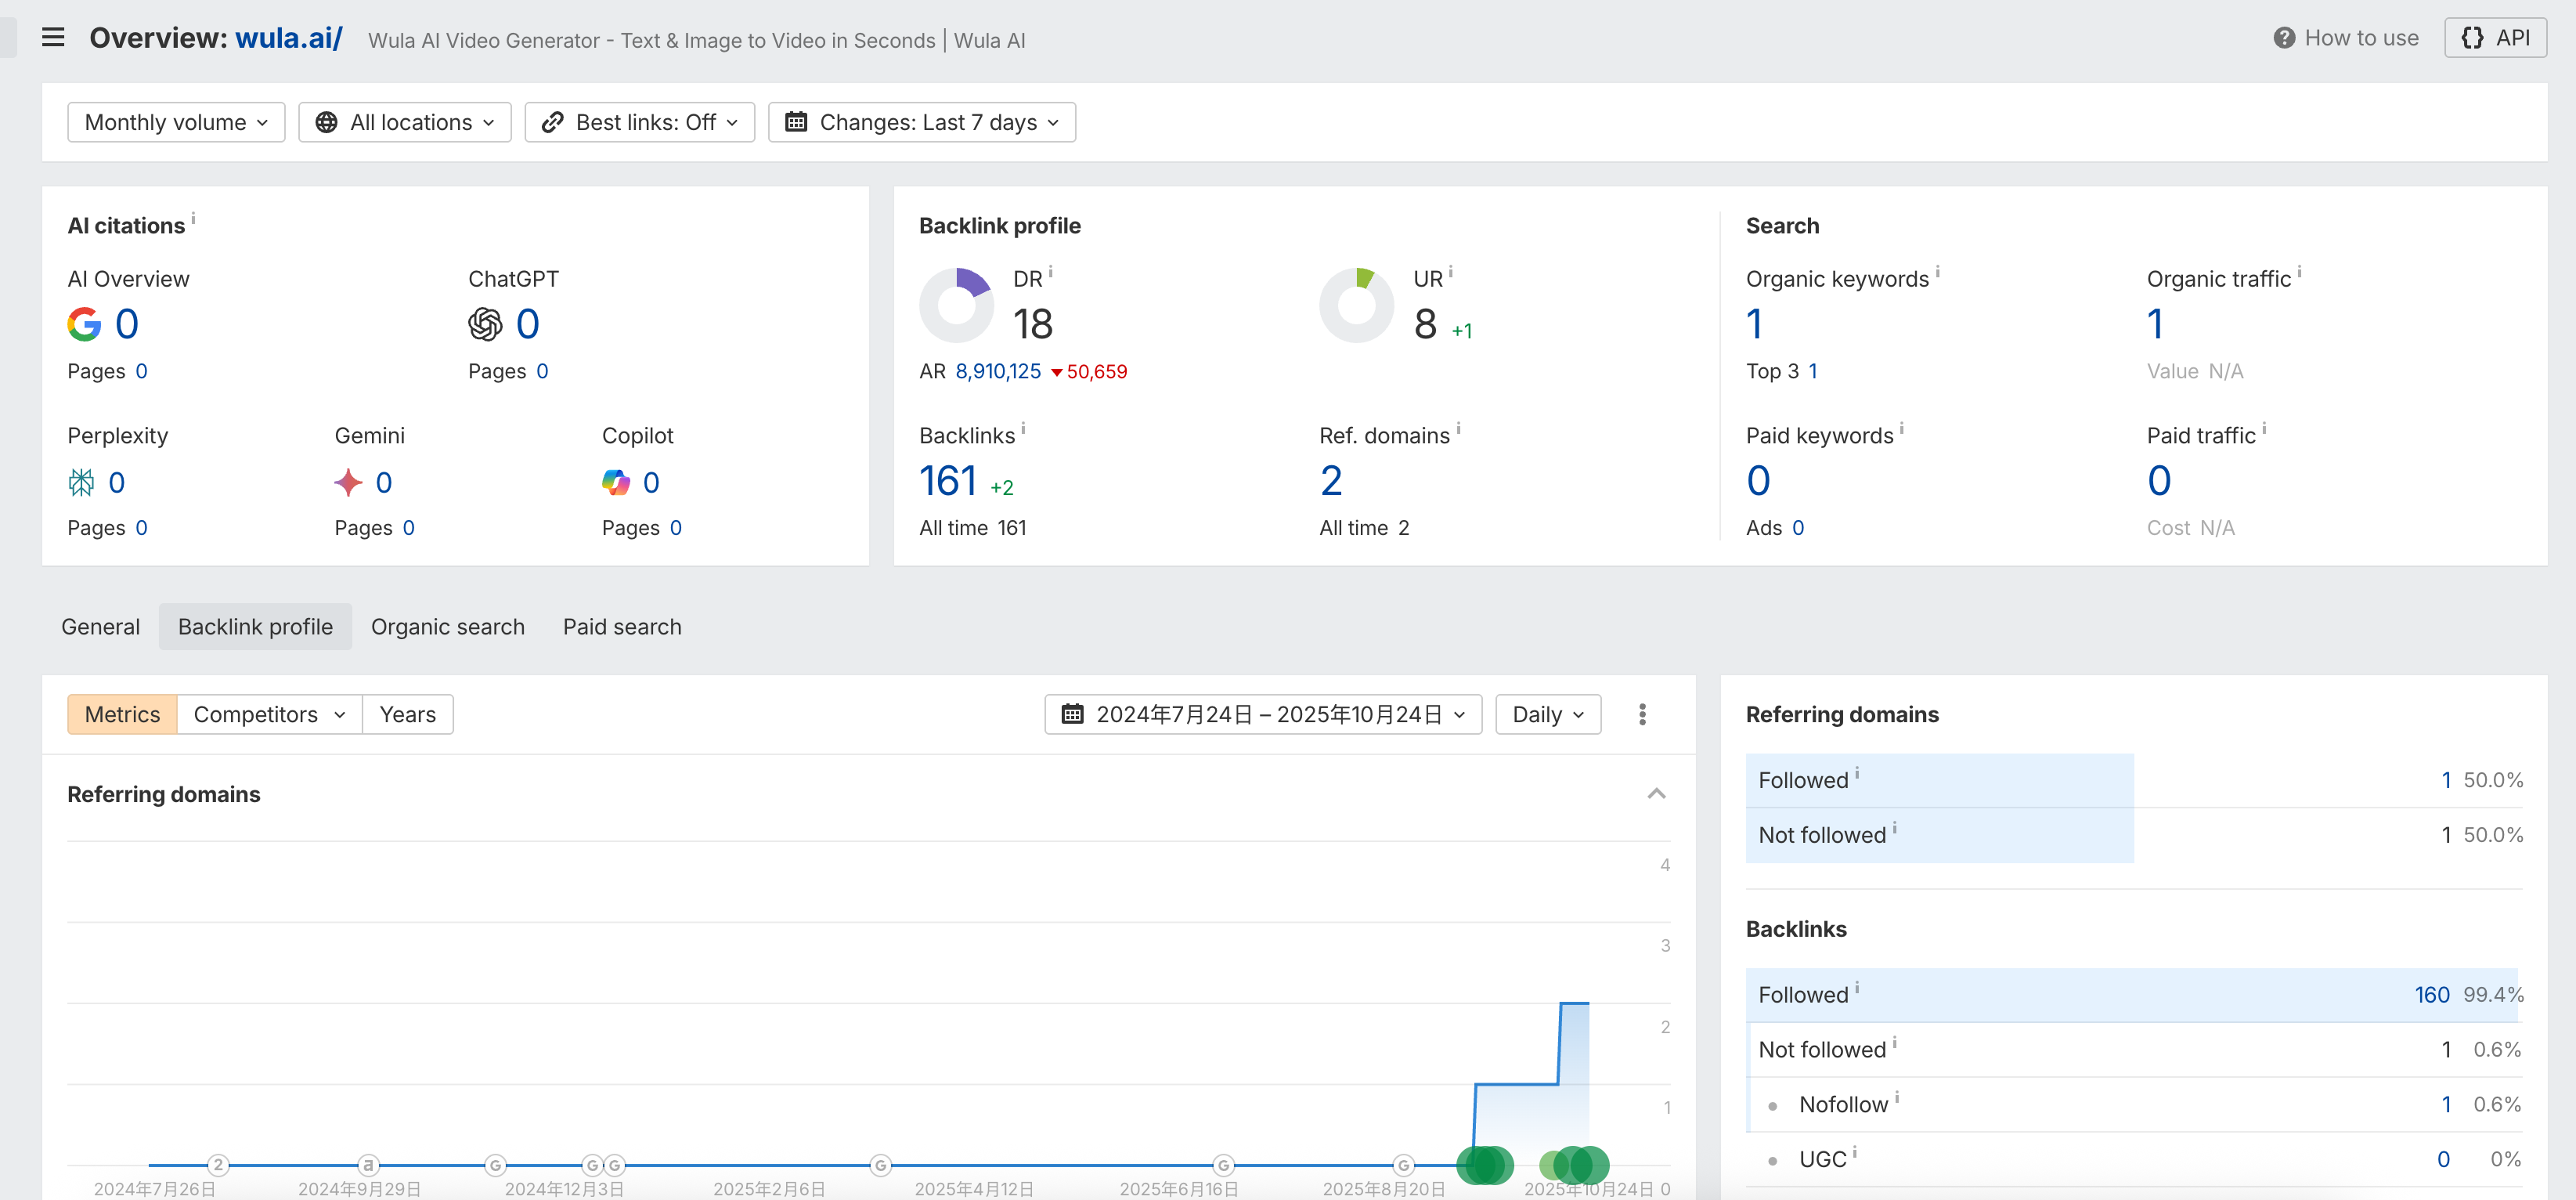 Overview: wula.ai/ Wula AI Video Generator - Text & Image to Video in Seconds | Wula AI
How to use
API
Monthly volume
All locations
Best links: Off
Changes: Last 7 days
AI citations
AI Overview
0
Pages 0
ChatGPT
0
Pages 0
Perplexity
0
Pages 0
Gemini
0
Pages 0
Copilot
0
Pages 0
Backlink profile
DR
18
AR 8,910,125 50,659
UR
8 +1
Backlinks
161 +2
All time 161
Ref. domains
2
All time 2
Search
Organic keywords
1
Top 3 1
Organic traffic
1
Value N/A
Paid keywords
0
Ads 0
Paid traffic
0
Cost N/A
General
Backlink profile
Organic search
Paid search
Metrics
Competitors
Years
2024年7月24日 – 2025年10月24日
Daily
Referring domains
4
3
2
1
2
a
G
G
G
G
G
G
2024年7月26日
2024年9月29日
2024年12月3日
2025年2月6日
2025年4月12日
2025年6月16日
2025年8月20日
2025年10月24日
0
Referring domains
Followed 1 50.0%
Not followed 1 50.0%
Backlinks
Followed 160 99.4%
Not followed 1 0.6%
Nofollow 1 0.6%
UGC 0 0%